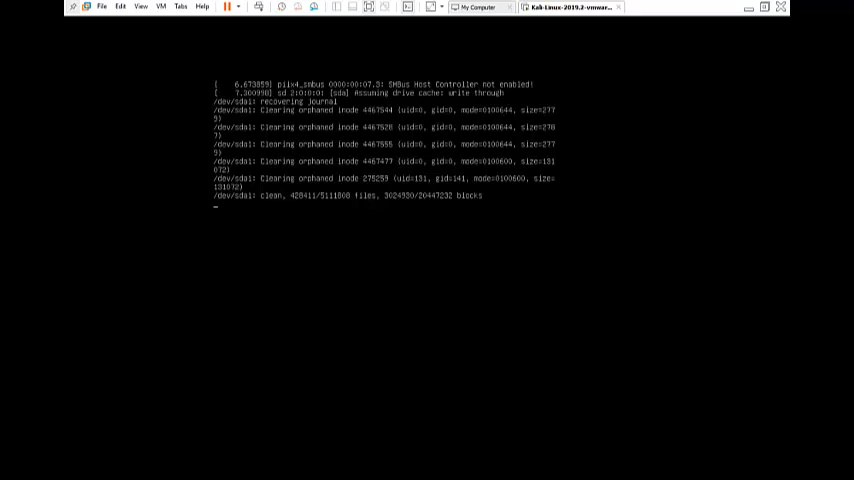 File Edit View VM Tabs Help My Computer Kali-Linux-2019.2-vmwar...
[    6.673859] piix4_smbus 0000:00:07.3: SMBus Host Controller not enabled!
[    7.300998] sd 2:0:0:0: [sda] Assuming drive cache: write through
/dev/sda1: recovering journal
/dev/sda1: Clearing orphaned inode 4467544 (uid=0, gid=0, mode=0100644, size=277
9)
/dev/sda1: Clearing orphaned inode 4467528 (uid=0, gid=0, mode=0100644, size=278
7)
/dev/sda1: Clearing orphaned inode 4467555 (uid=0, gid=0, mode=0100644, size=277
9)
/dev/sda1: Clearing orphaned inode 4467477 (uid=0, gid=0, mode=0100600, size=131
072)
/dev/sda1: Clearing orphaned inode 275259 (uid=131, gid=141, mode=0100600, size=
131072)
/dev/sda1: clean, 428411/5111808 files, 3024930/20447232 blocks
_